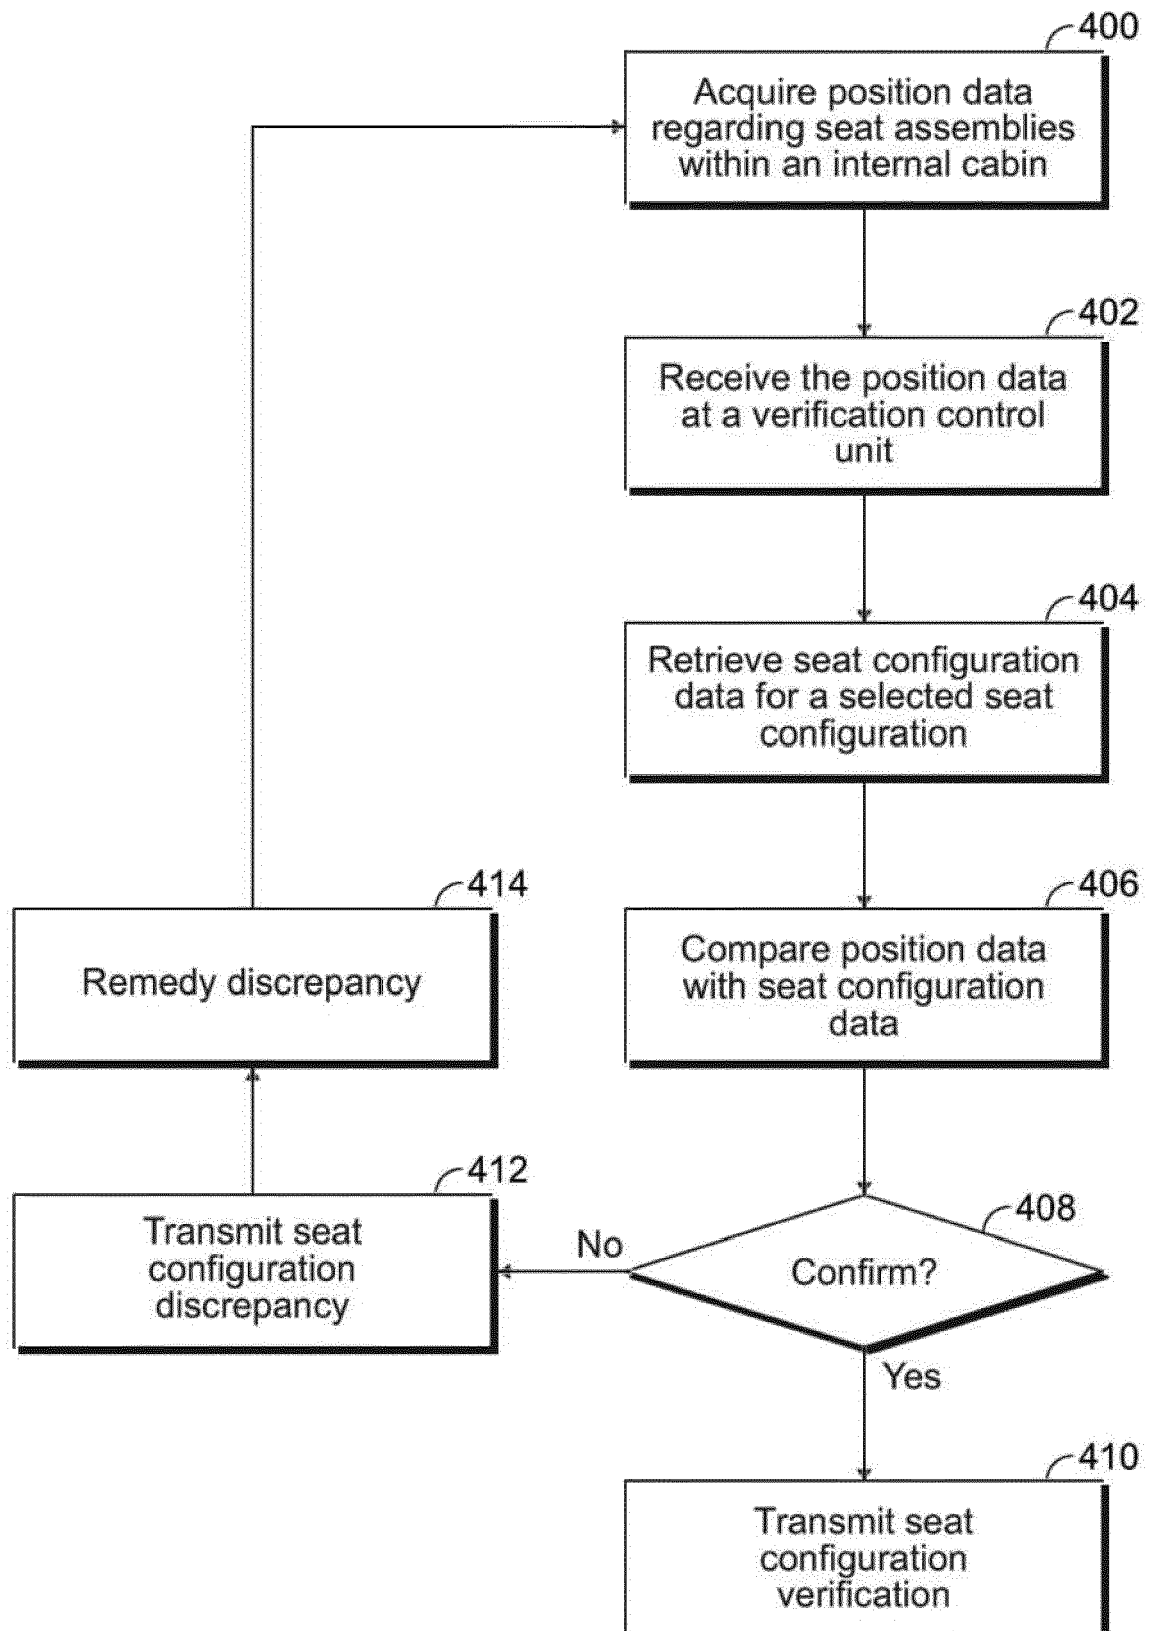 400
Acquire position data
regarding seat assemblies
within an internal cabin
402
Receive the position data
at a verification control
unit
404
Retrieve seat configuration
data for a selected seat
configuration
406
Compare position data
with seat configuration
data
408
Confirm?
No
Yes
410
Transmit seat
configuration
verification
412
Transmit seat
configuration
discrepancy
414
Remedy discrepancy